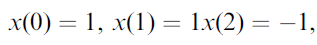 x(0) = 1, x(1) = 1x(2) = −1,